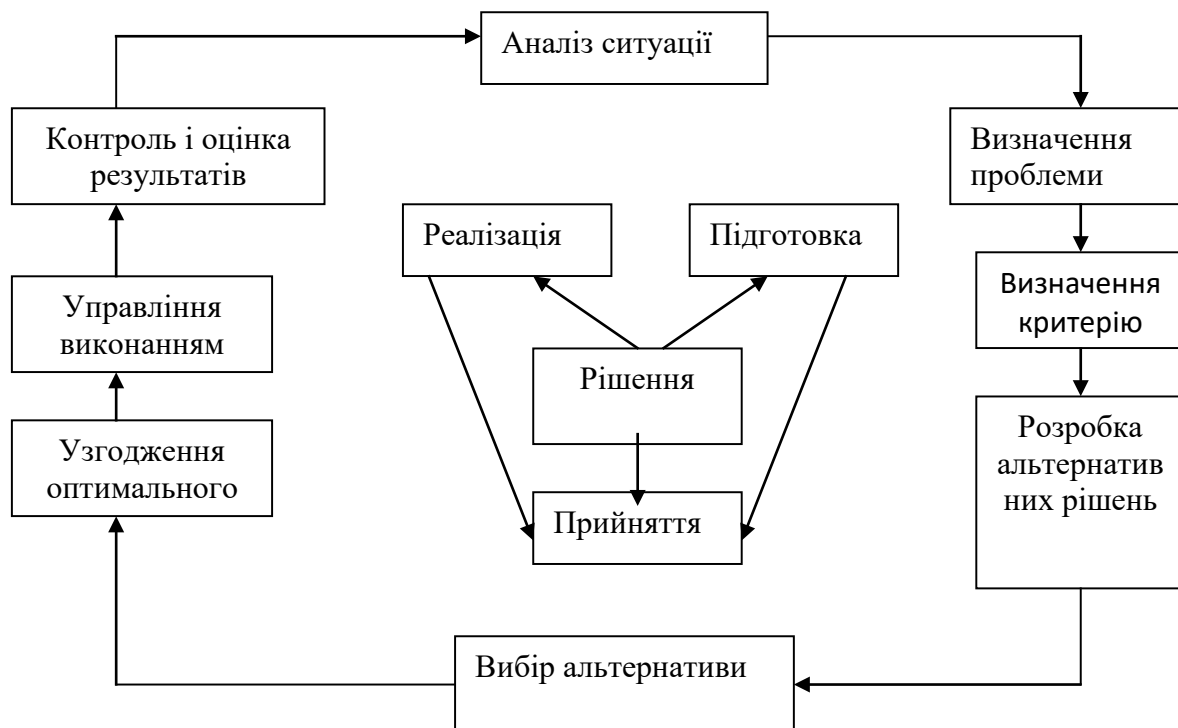 Аналіз ситуації
Контроль і оцінка
результатів
Визначення
проблеми
Реалізація
Підготовка
Управління
виконанням
Визначення
критерію
Рішення
Узгодження
оптимального
Розробка
альтернатив
них рішень
Прийняття
Вибір альтернативи